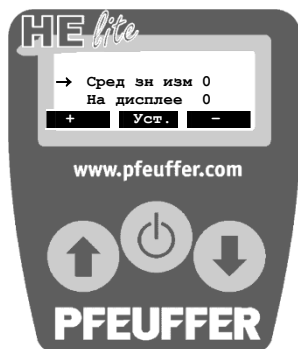 HE lite
→ Сред зн изм 0
На дисплее 0
+ Уст. -
www.pfeuffer.com
PFEUFFER